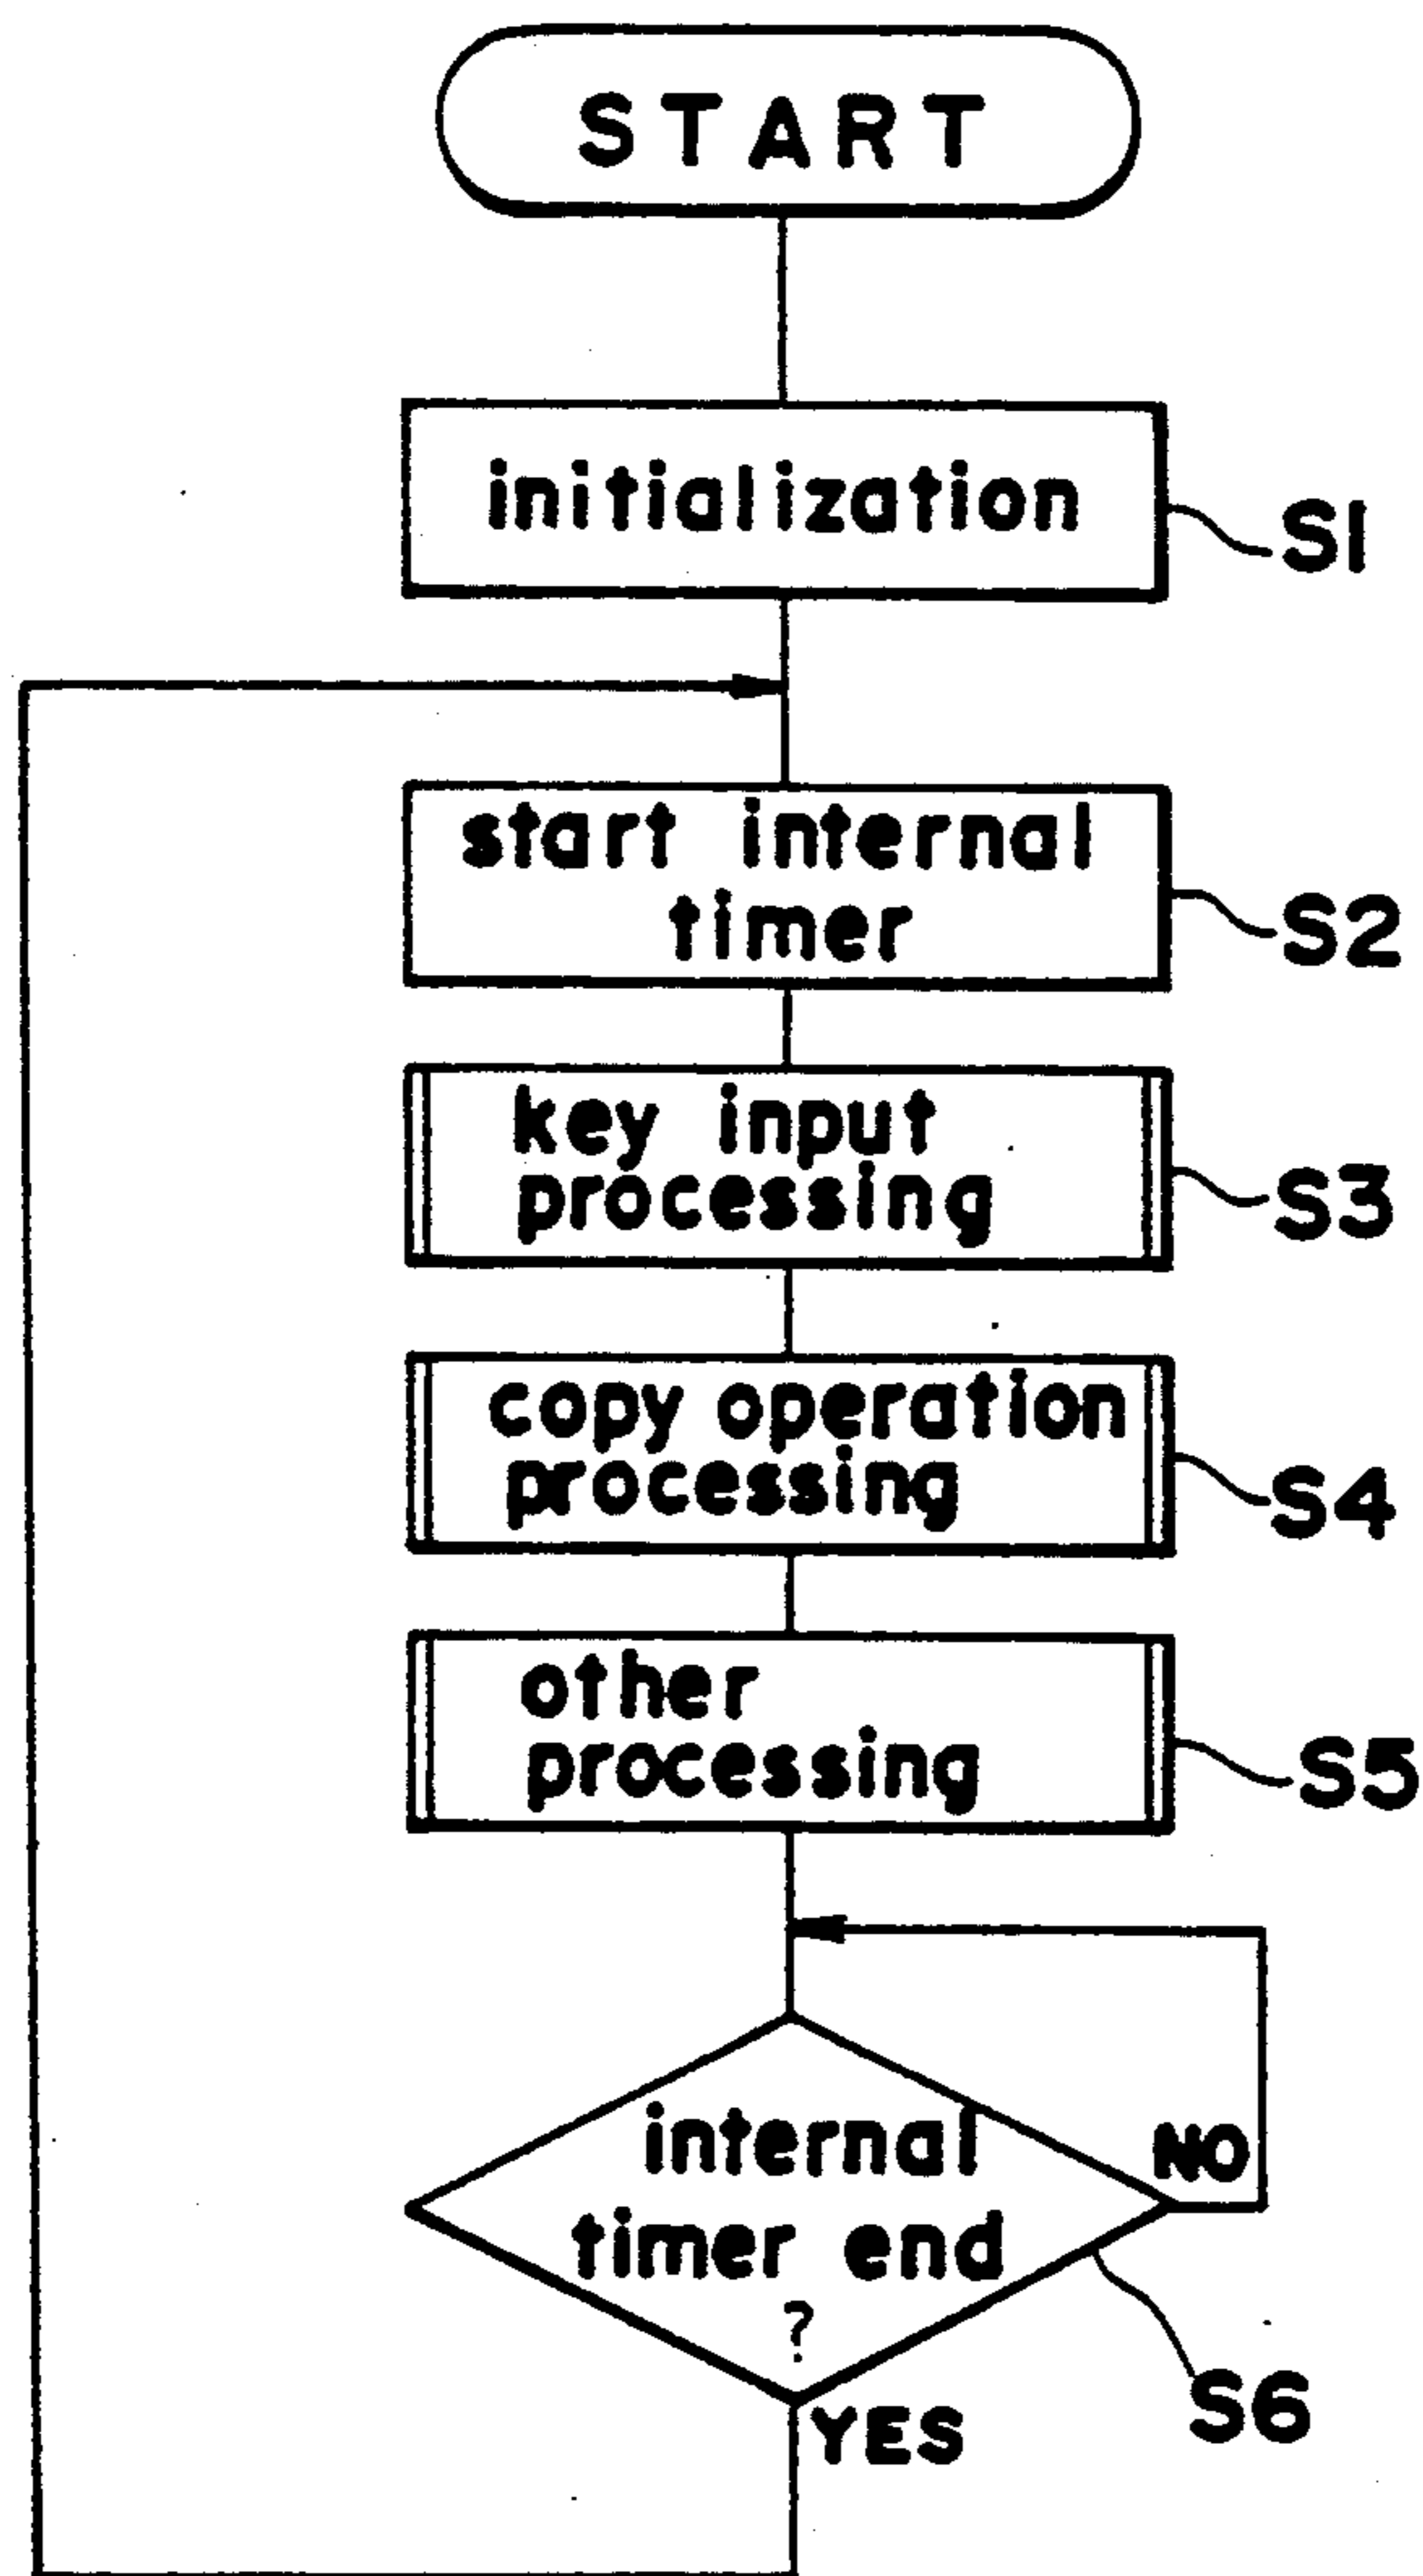 START
initialization
S1
start internal
timer
S2
key input
processing
S3
copy operation
processing
S4
other
processing
S5
internal
timer end
?
NO
S6
YES